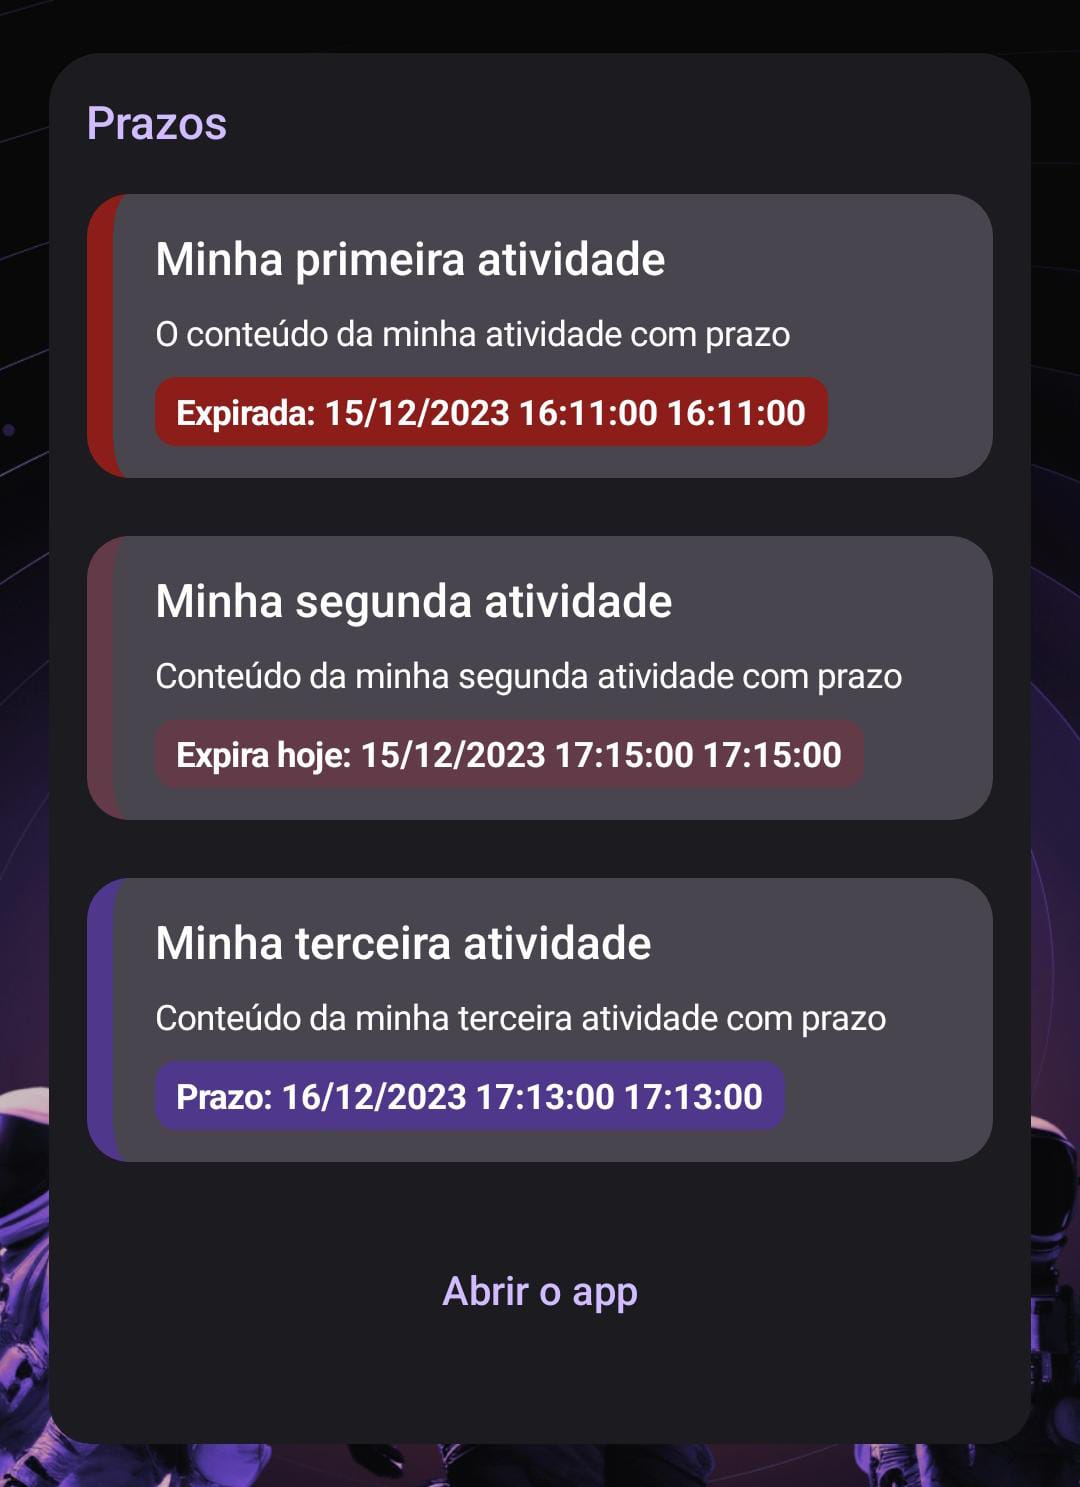 Prazos
Minha primeira atividade
O conteúdo da minha atividade com prazo
Expirada: 15/12/2023 16:11:00 16:11:00
Minha segunda atividade
Conteúdo da minha segunda atividade com prazo
Expira hoje: 15/12/2023 17:15:00 17:15:00
Minha terceira atividade
Conteúdo da minha terceira atividade com prazo
Prazo: 16/12/2023 17:13:00 17:13:00
Abrir o app